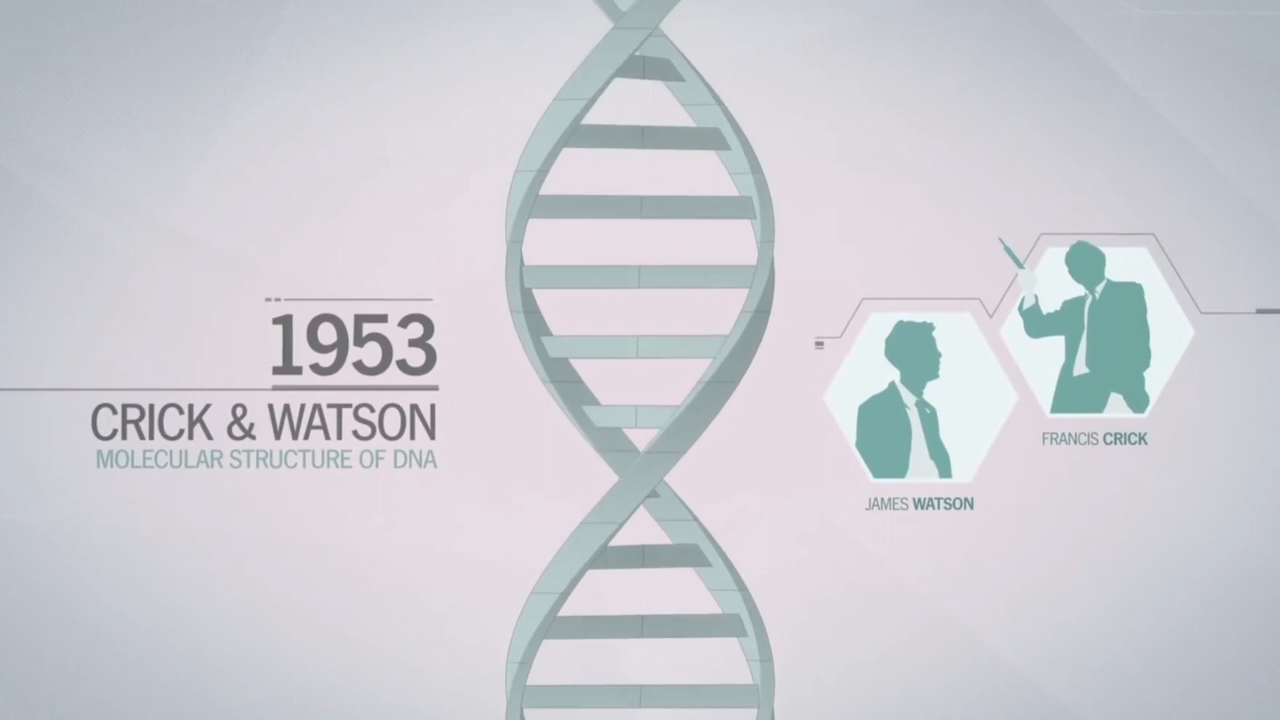 1953
CRICK & WATSON
MOLECULAR STRUCTURE OF DNA
JAMES WATSON
FRANCIS CRICK